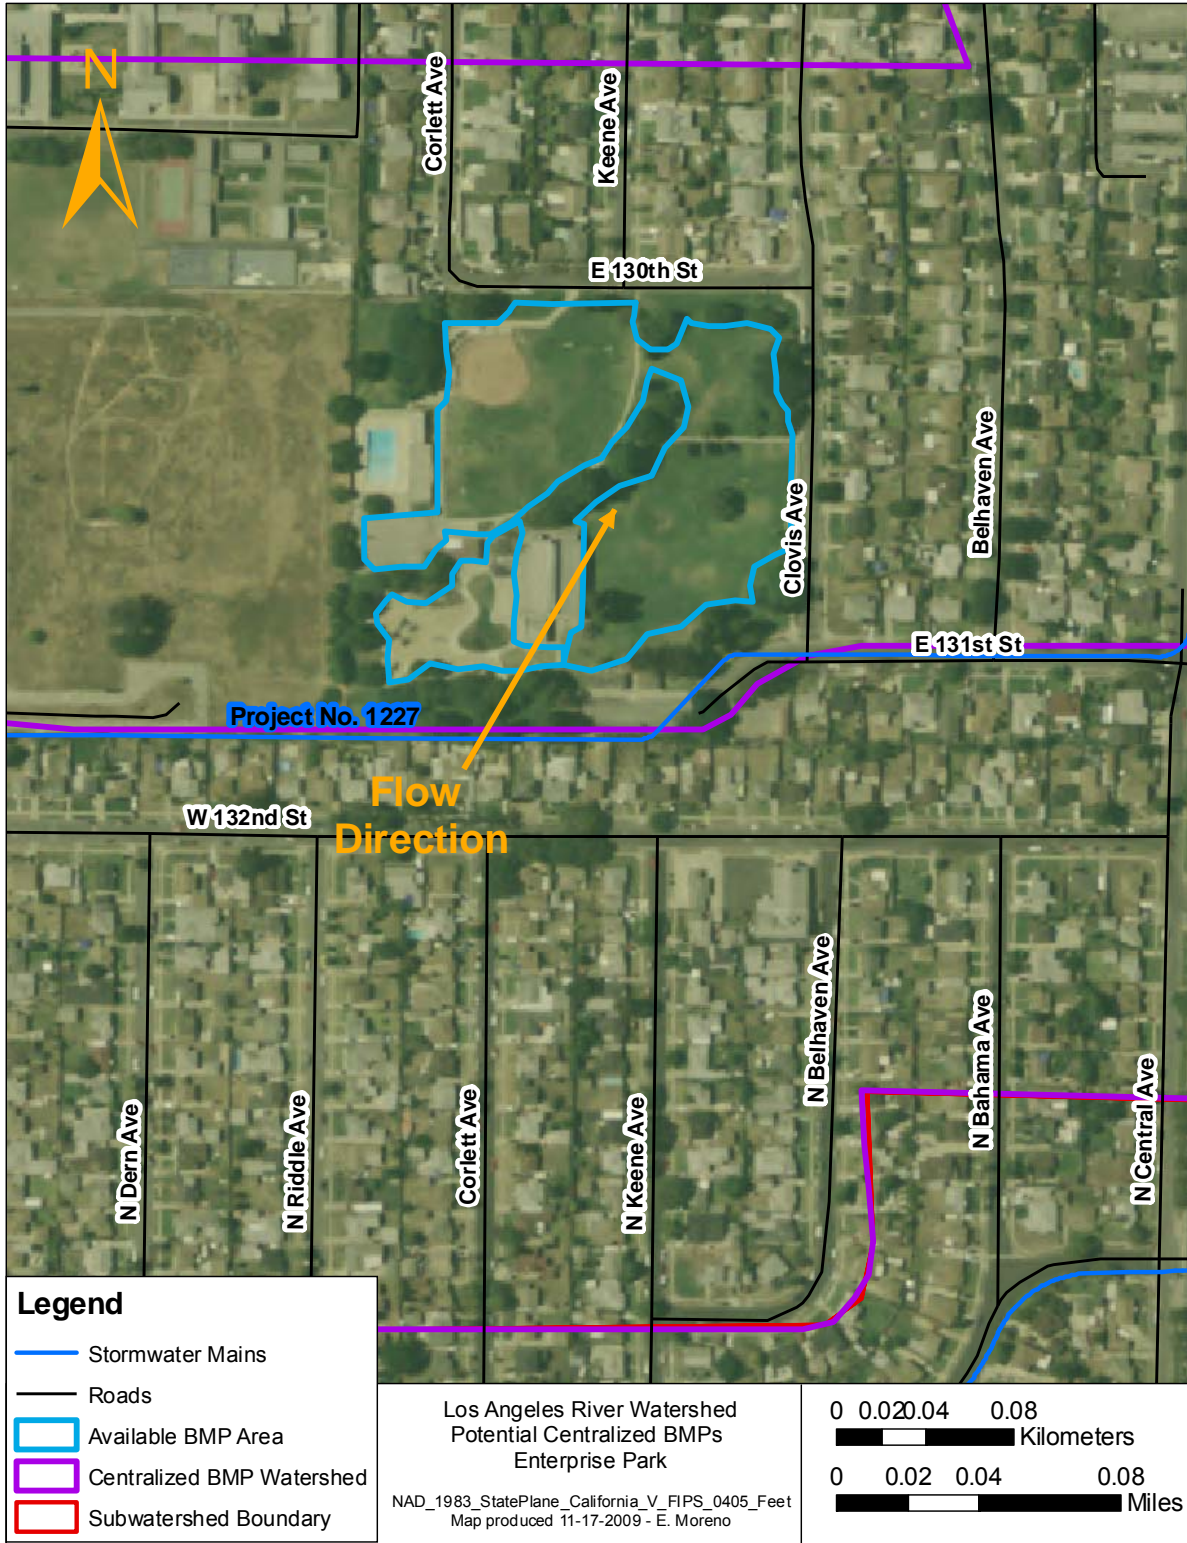 N
Corlett Ave
Keene Ave
E 130th St
Belhaven Ave
Clovis Ave
E 131st St
Project No. 1227
Flow
Direction
W 132nd St
N Belhaven Ave
N Bahama Ave
N Central Ave
N Dern Ave
N Riddle Ave
Corlett Ave
N Keene Ave
Legend
Stormwater Mains
Roads
Available BMP Area
Centralized BMP Watershed
Subwatershed Boundary
Los Angeles River Watershed
Potential Centralized BMPs
Enterprise Park
NAD_1983_StatePlane_California_V_FIPS_0405_Feet
Map produced 11-17-2009 - E. Moreno
0 0.02 0.04 0.08
Kilometers
0 0.02 0.04 0.08
Miles